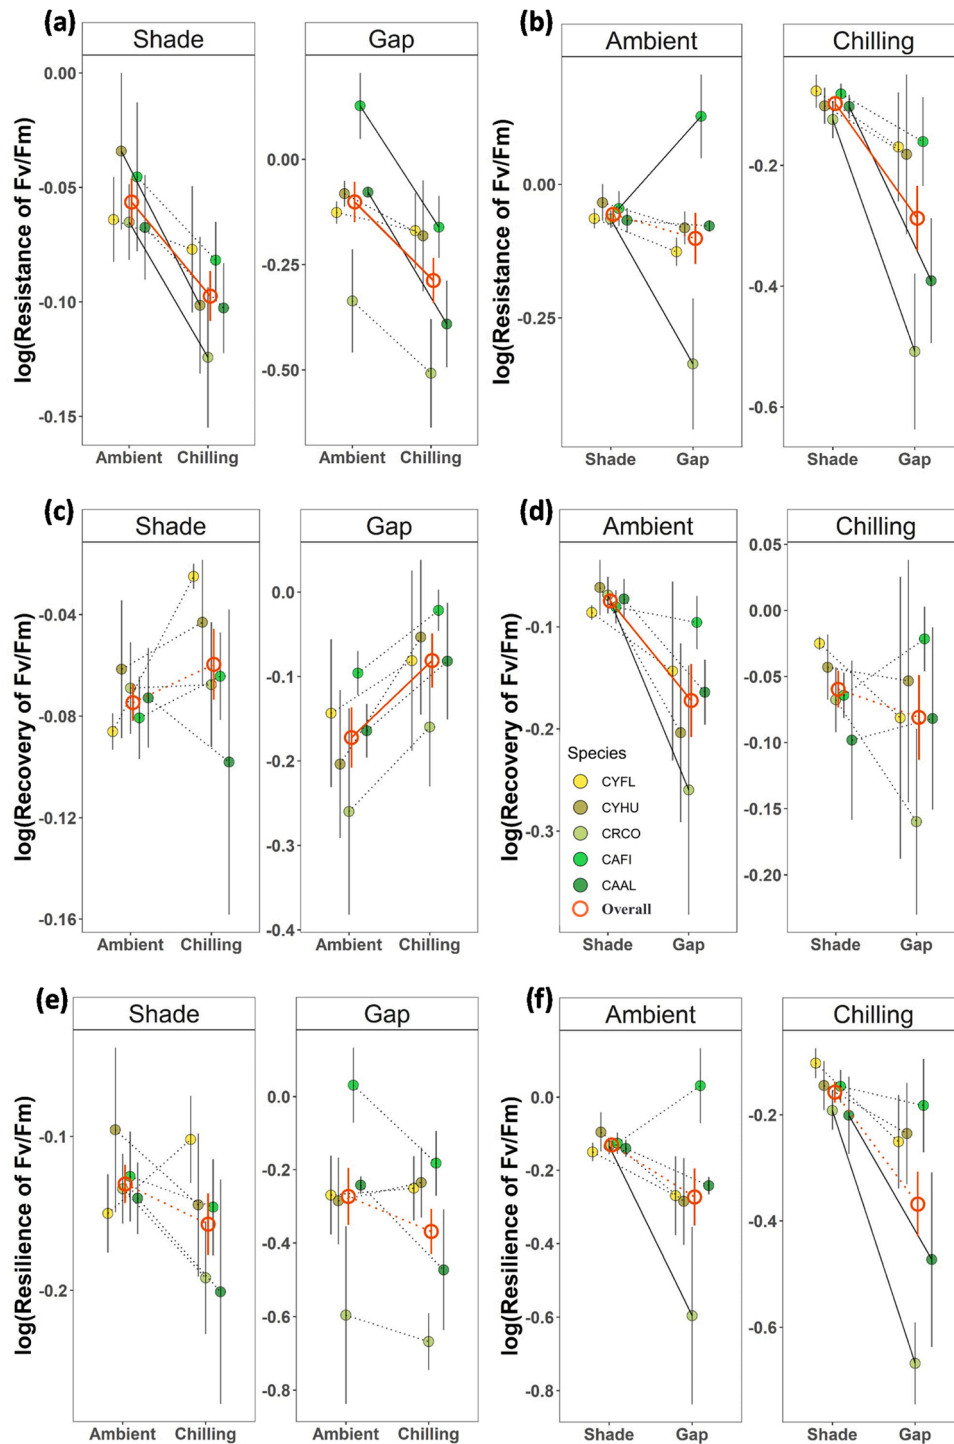 (a) (b)
Shade Gap Ambient Chilling
log(Resistance of Fv/Fm)
0.00
-0.05
-0.10
-0.15
0.00
-0.25
-0.50
log(Resistance of Fv/Fm)
0.00
-0.25
-0.2
-0.4
-0.6
Ambient Chilling Ambient Chilling Shade Gap Shade Gap
(c) (d)
Shade Gap Ambient Chilling
log(Recovery of Fv/Fm)
-0.04
-0.08
-0.12
-0.16
0.0
-0.1
-0.2
-0.3
-0.4
log(Recovery of Fv/Fm)
-0.1
-0.2
-0.3
Species
CYFL
CYHU
CRCO
CAFI
CAAL
Overall
0.05
0.00
-0.05
-0.10
-0.15
-0.20
Ambient Chilling Ambient Chilling Shade Gap Shade Gap
(e) (f)
Shade Gap Ambient Chilling
log(Resilience of Fv/Fm)
-0.1
-0.2
0.0
-0.2
-0.4
-0.6
-0.8
log(Resilience of Fv/Fm)
0.0
-0.2
-0.4
-0.6
-0.8
-0.2
-0.4
-0.6
Ambient Chilling Ambient Chilling Shade Gap Shade Gap